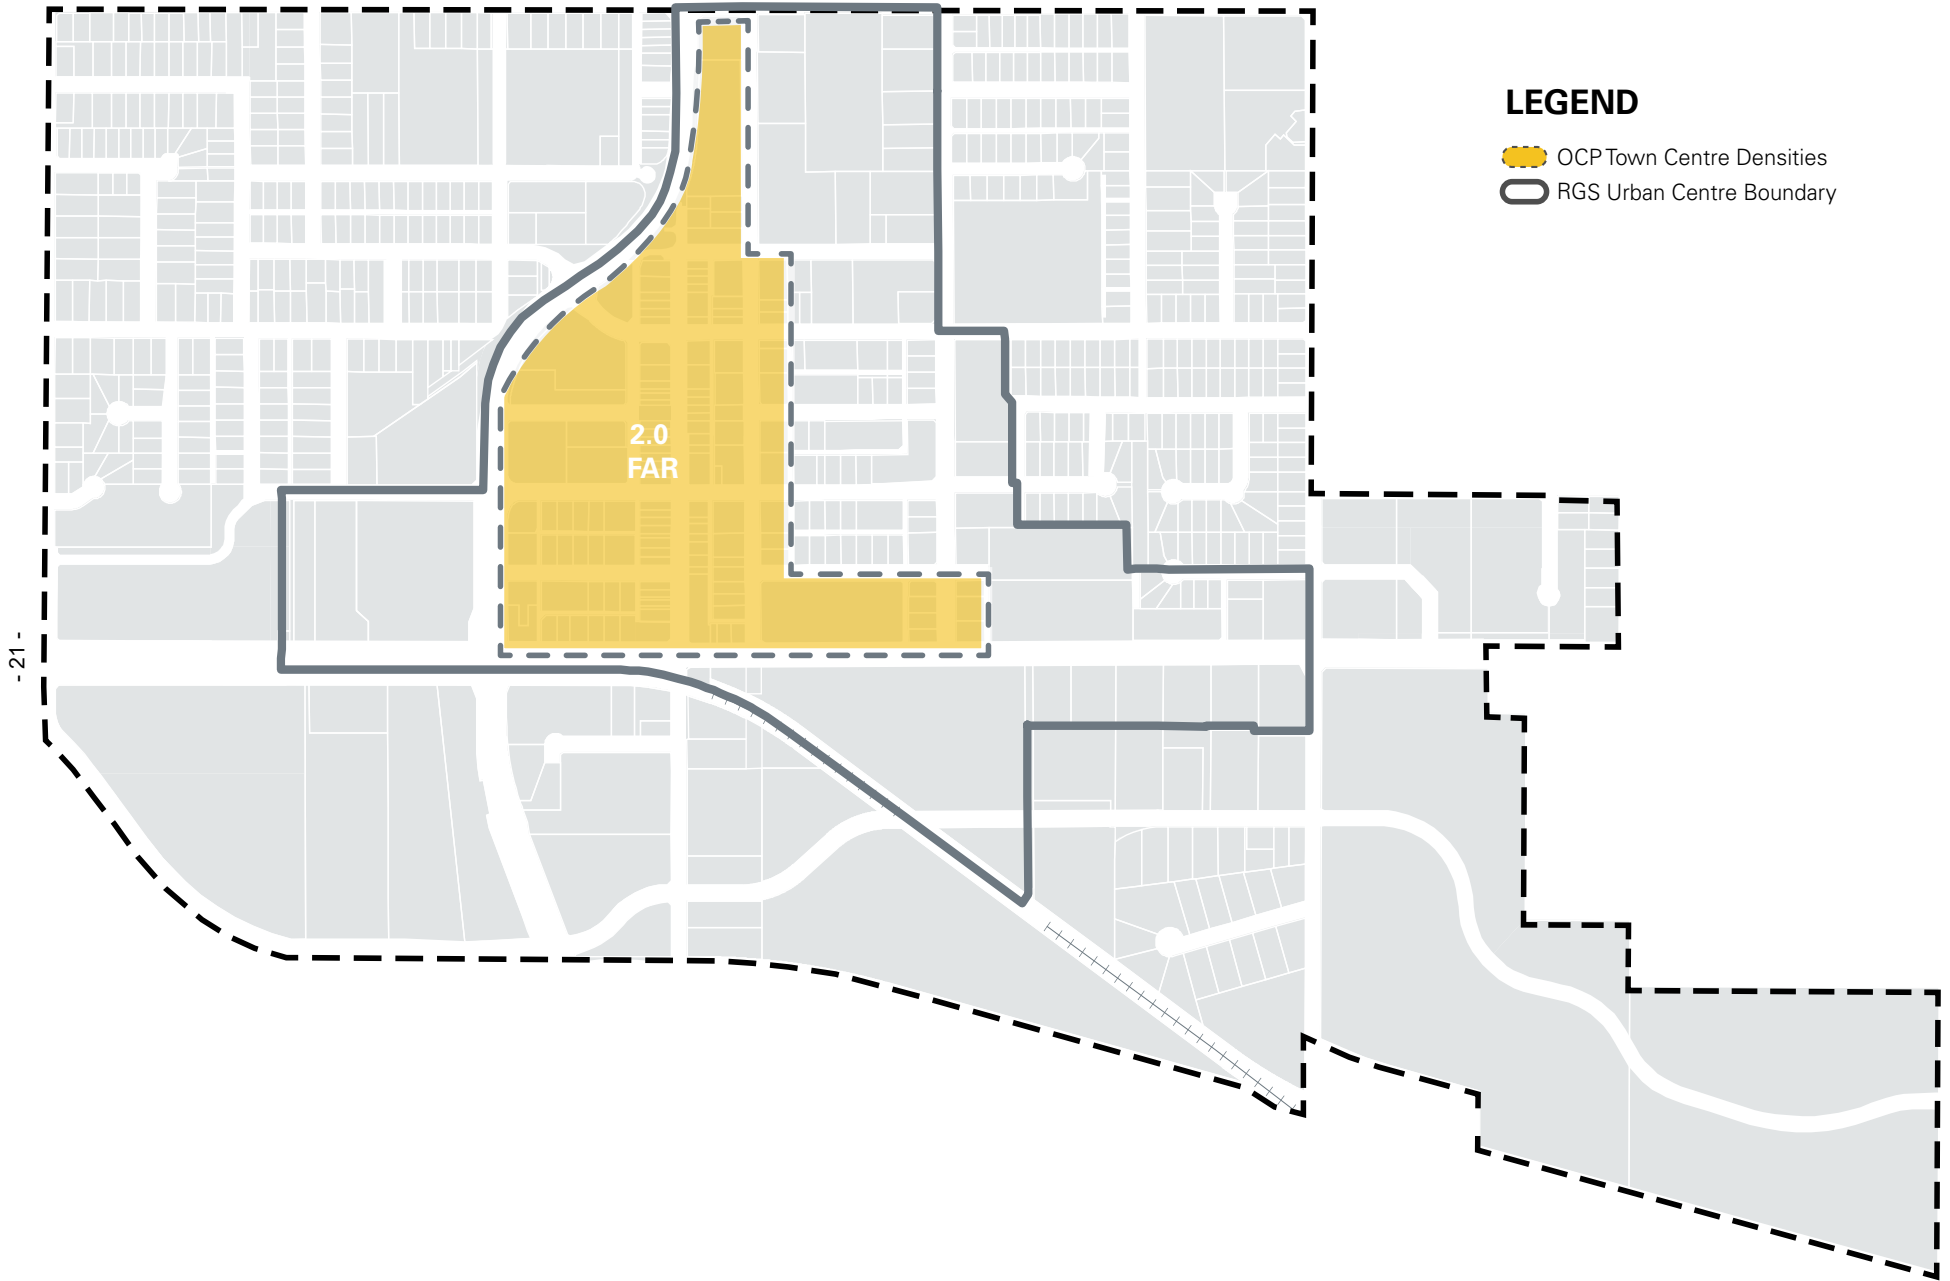 LEGEND
OCP Town Centre Densities
RGS Urban Centre Boundary
2.0
FAR
- 21 -